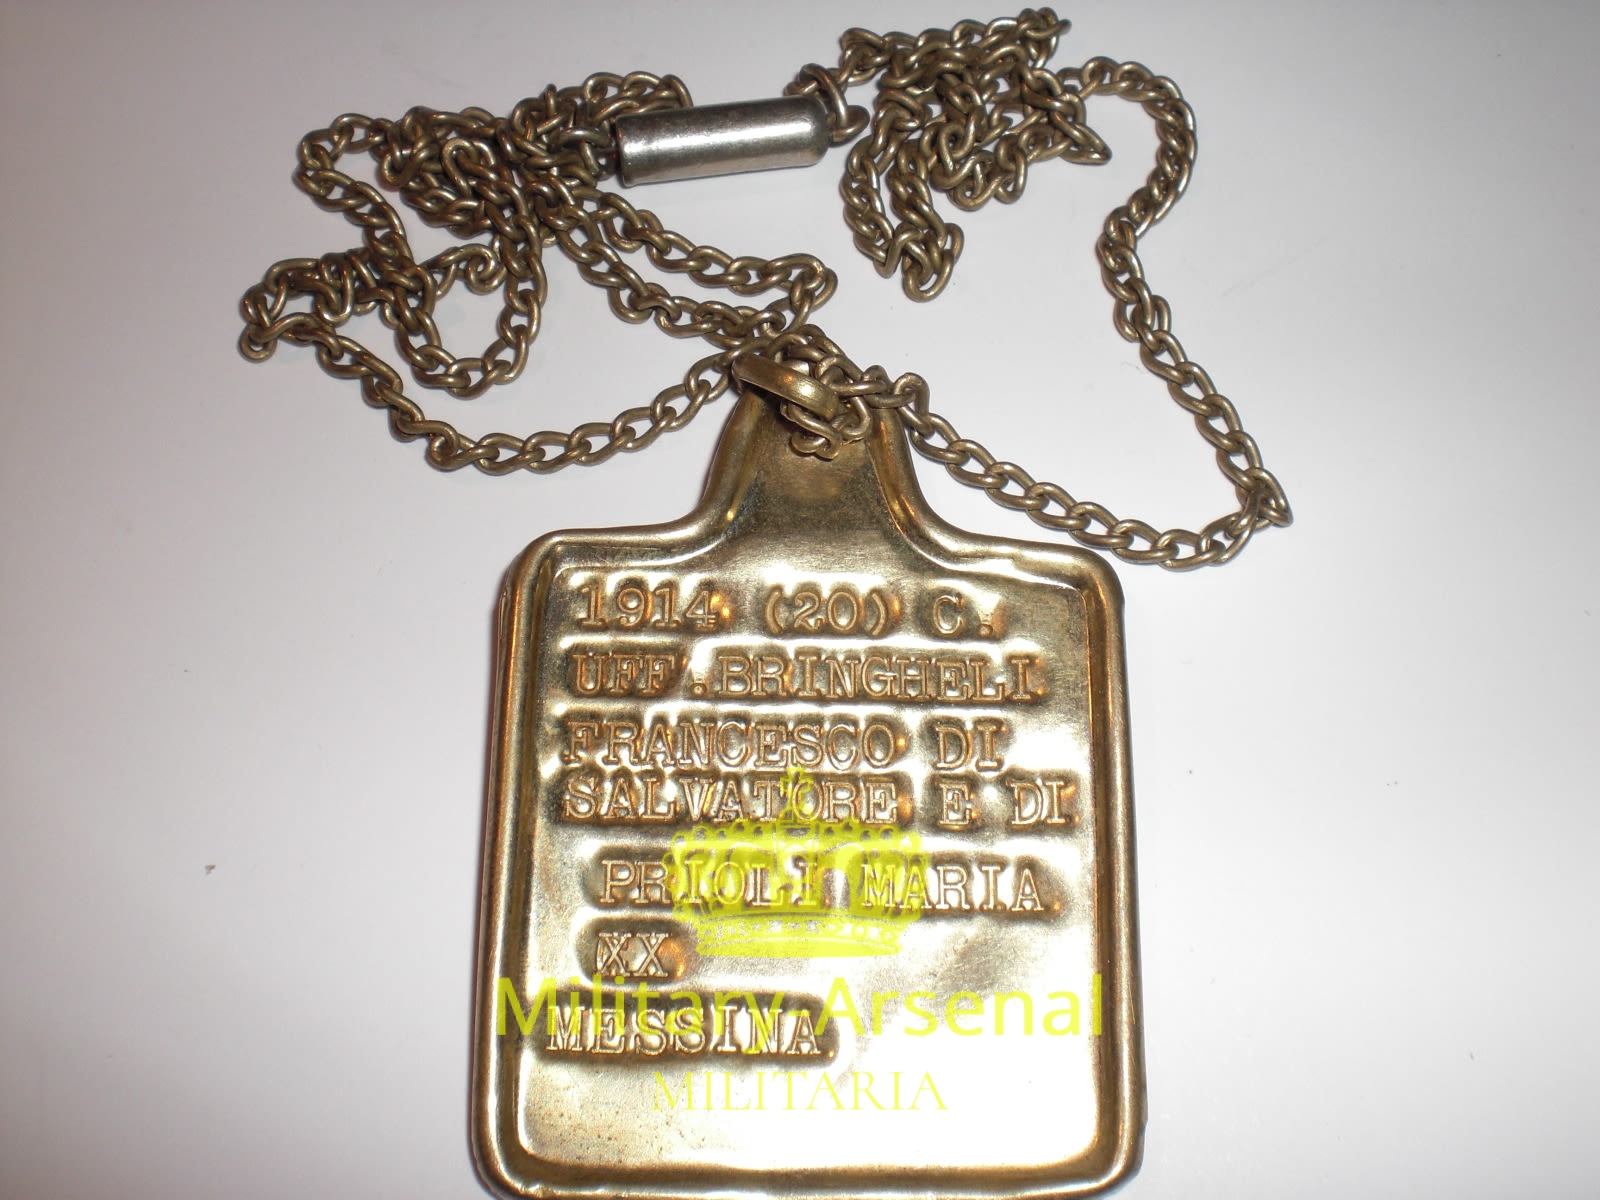 1914 (20) C.
UFF.BRINGHELI
FRANCESCO DI
SALVATORE E DI
PRIOLI MARIA
XX
MESSINA
Military-Arsenal
MILITARIA